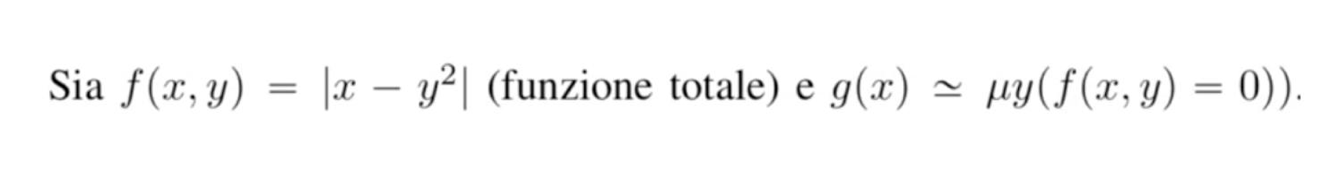 Sia f(x, y) = |x − y²| (funzione totale) e g(x) ≃ μy(f(x, y) = 0)).